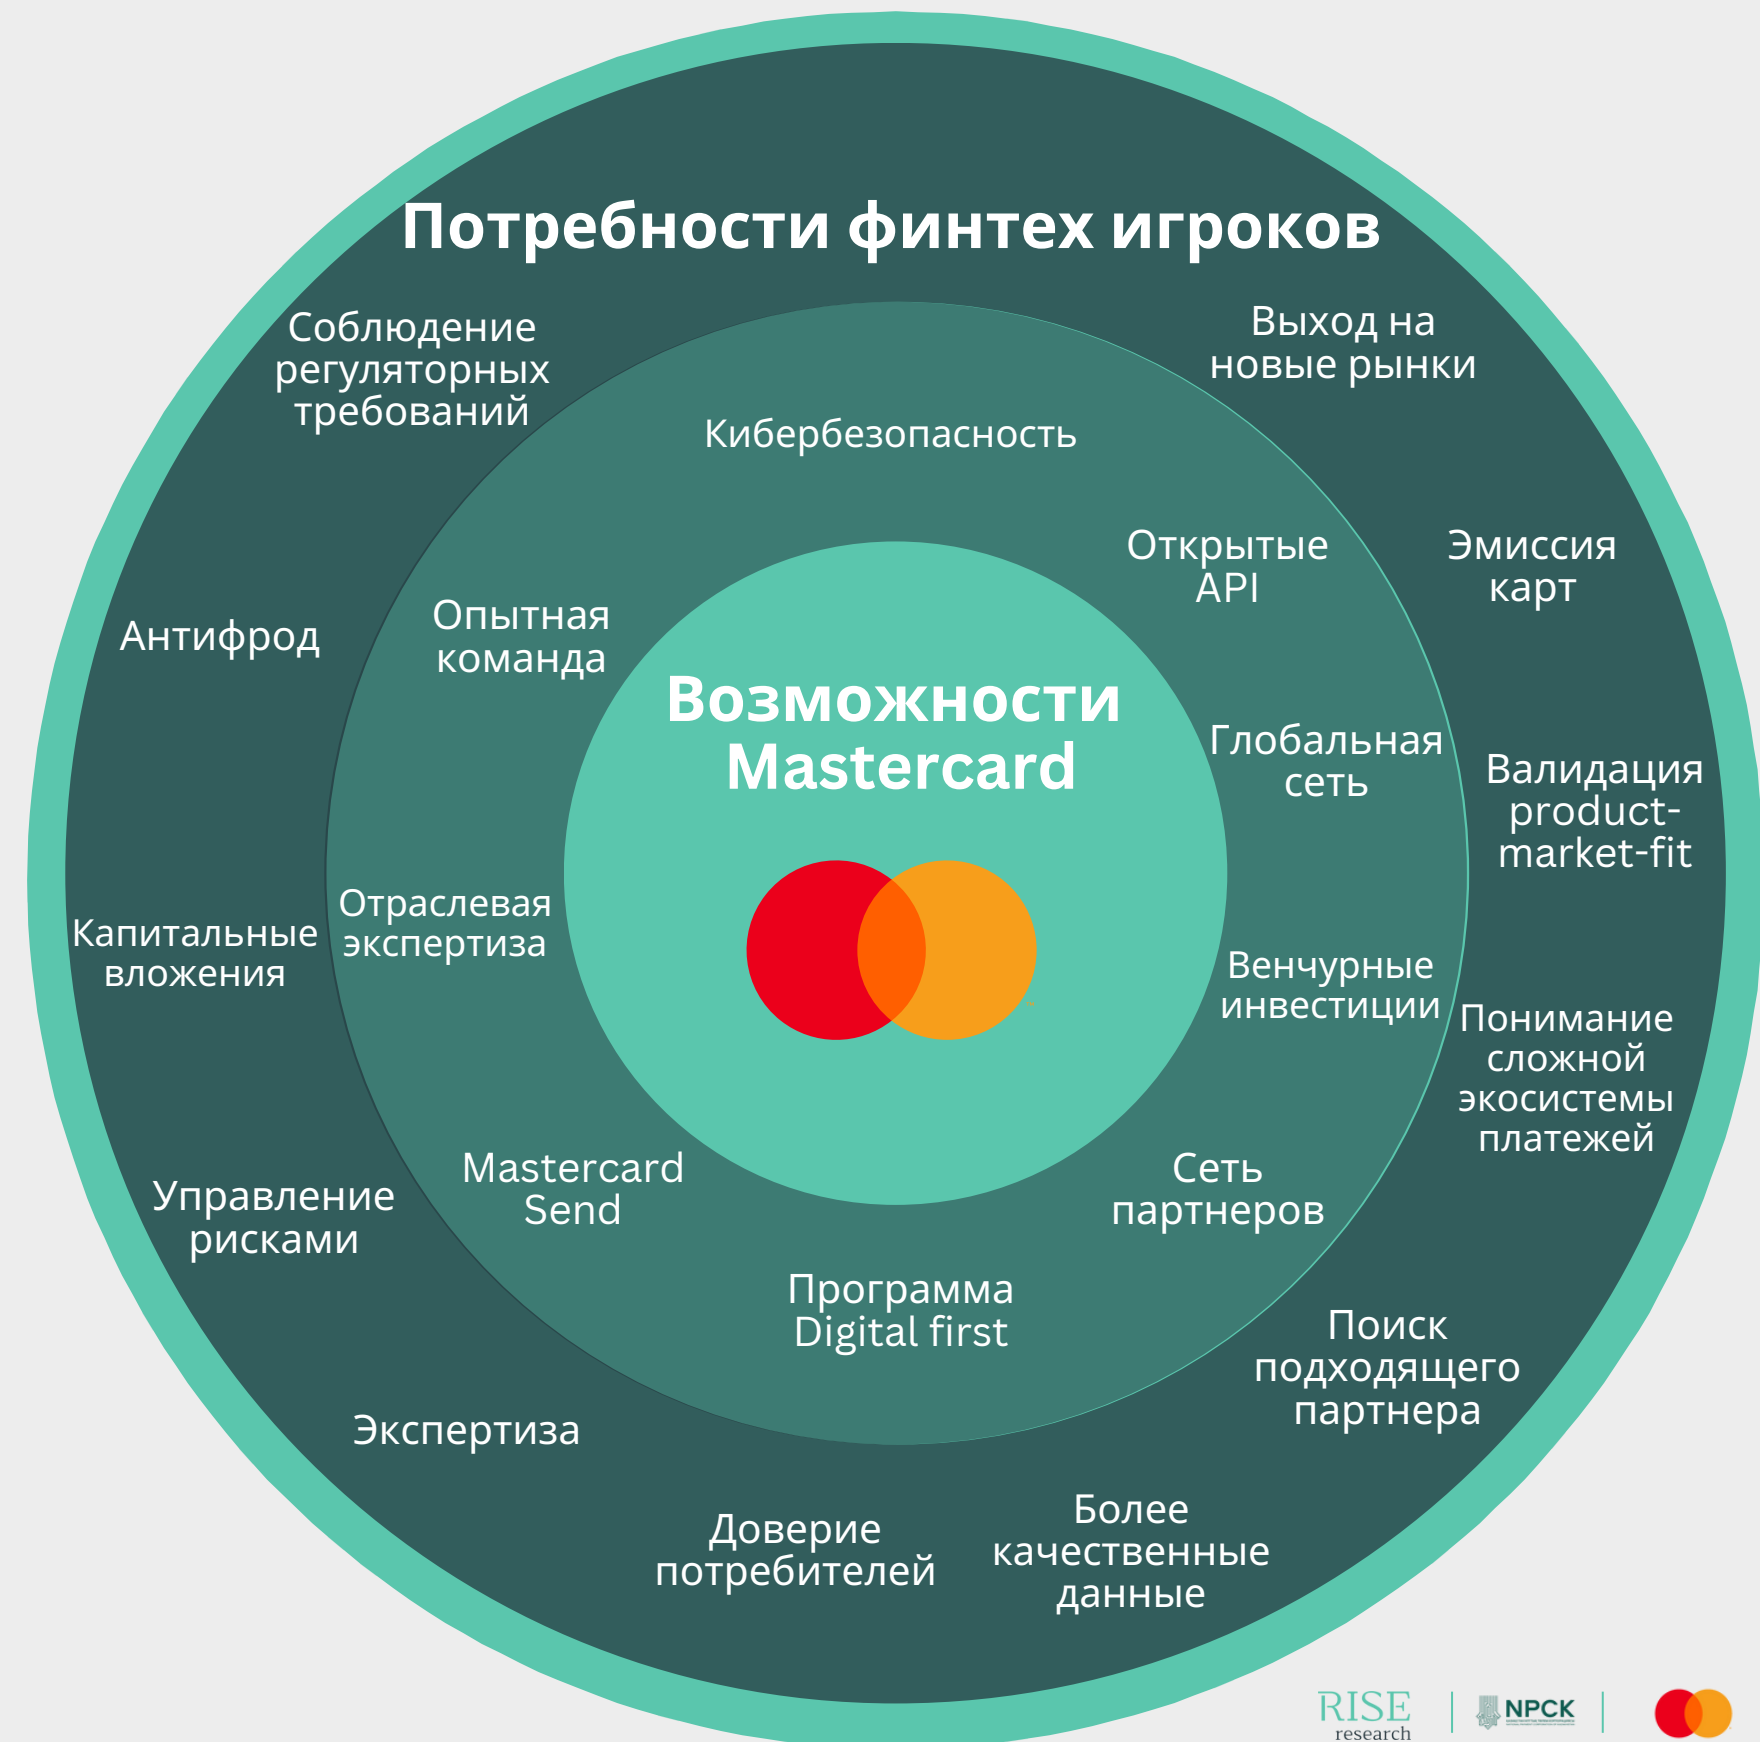 Потребности финтех игроков
Соблюдение
регуляторных
требований
Выход на
новые рынки
Кибербезопасность
Открытые
API
Эмиссия
карт
Антифрод
Опытная
команда
Возможности
Mastercard
Глобальная
сеть
Валидация
product-
market-fit
Отраслевая
экспертиза
Капитальные
вложения
Венчурные
инвестиции
Понимание
сложной
экосистемы
платежей
Mastercard
Send
Сеть
партнеров
Управление
рисками
Программа
Digital first
Поиск
подходящего
партнера
Экспертиза
Доверие
потребителей
Более
качественные
данные
RISE
research
NPCK